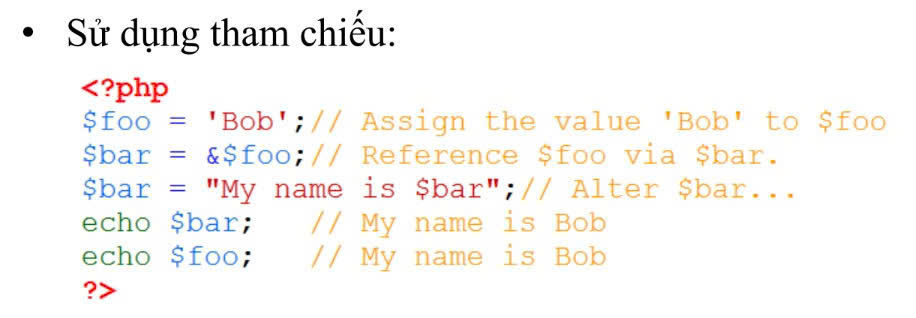 • Sử dụng tham chiếu:
<?php
$foo = 'Bob';// Assign the value 'Bob' to $foo
$bar = &$foo;// Reference $foo via $bar.
$bar = "My name is $bar";// Alter $bar...
echo $bar;   // My name is Bob
echo $foo;   // My name is Bob
?>